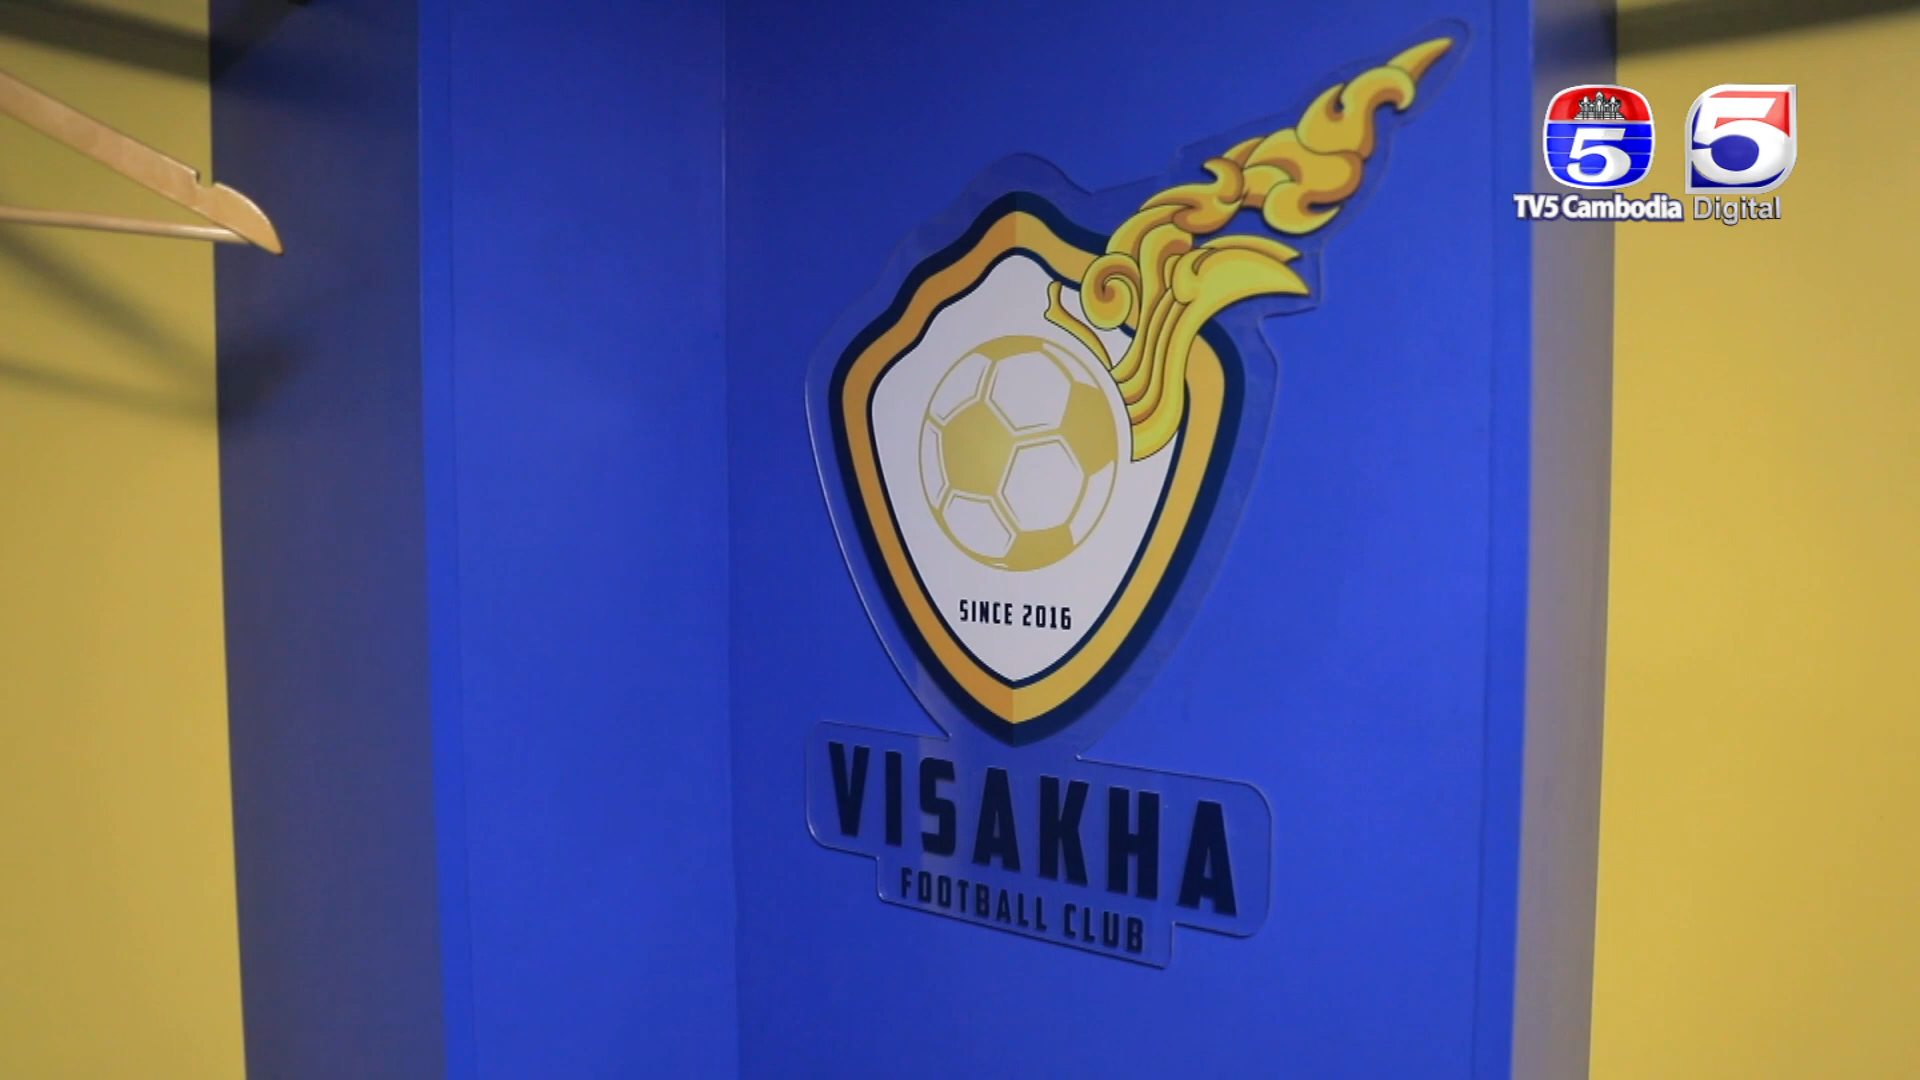 5
5
TV5 Cambodia Digital
SINCE 2016
VISAKHA
FOOTBALL CLUB